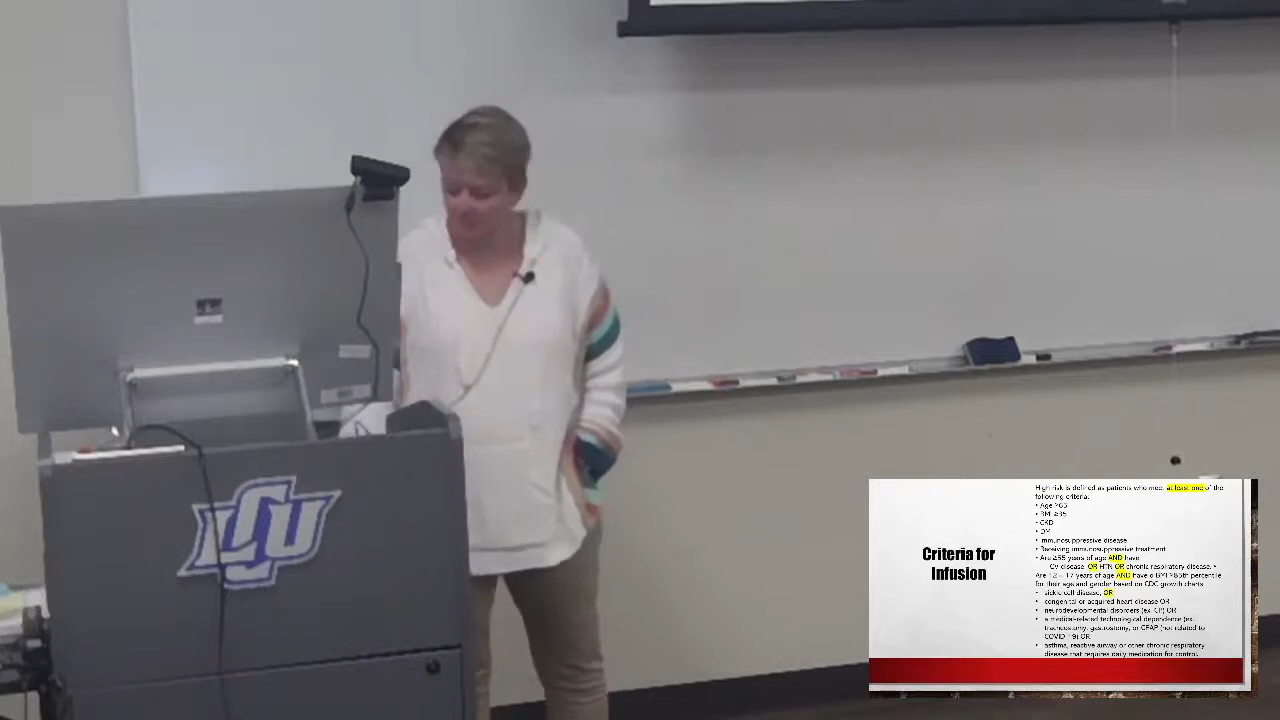 LCU
Criteria for
Infusion
High risk is defined as patients who meet at least one of the
following criteria:
• Age ≥65
• BMI ≥35
• CKD
• DM
• Immunosuppressive disease
• Receiving immunosuppressive treatment
• Are ≥55 years of age AND have
CV disease, OR HTN OR chronic respiratory disease. •
Are 12 – 17 years of age AND have a BMI ≥85th percentile
for their age and gender based on CDC growth charts
• sickle cell disease, OR
• congenital or acquired heart disease OR
• neurodevelopmental disorders (ex. CP) OR
• a medical-related technological dependence (ex.
tracheostomy, gastrostomy, or CPAP (not related to
COVID-19) OR
• asthma, reactive airway or other chronic respiratory
disease that requires daily medication for control.